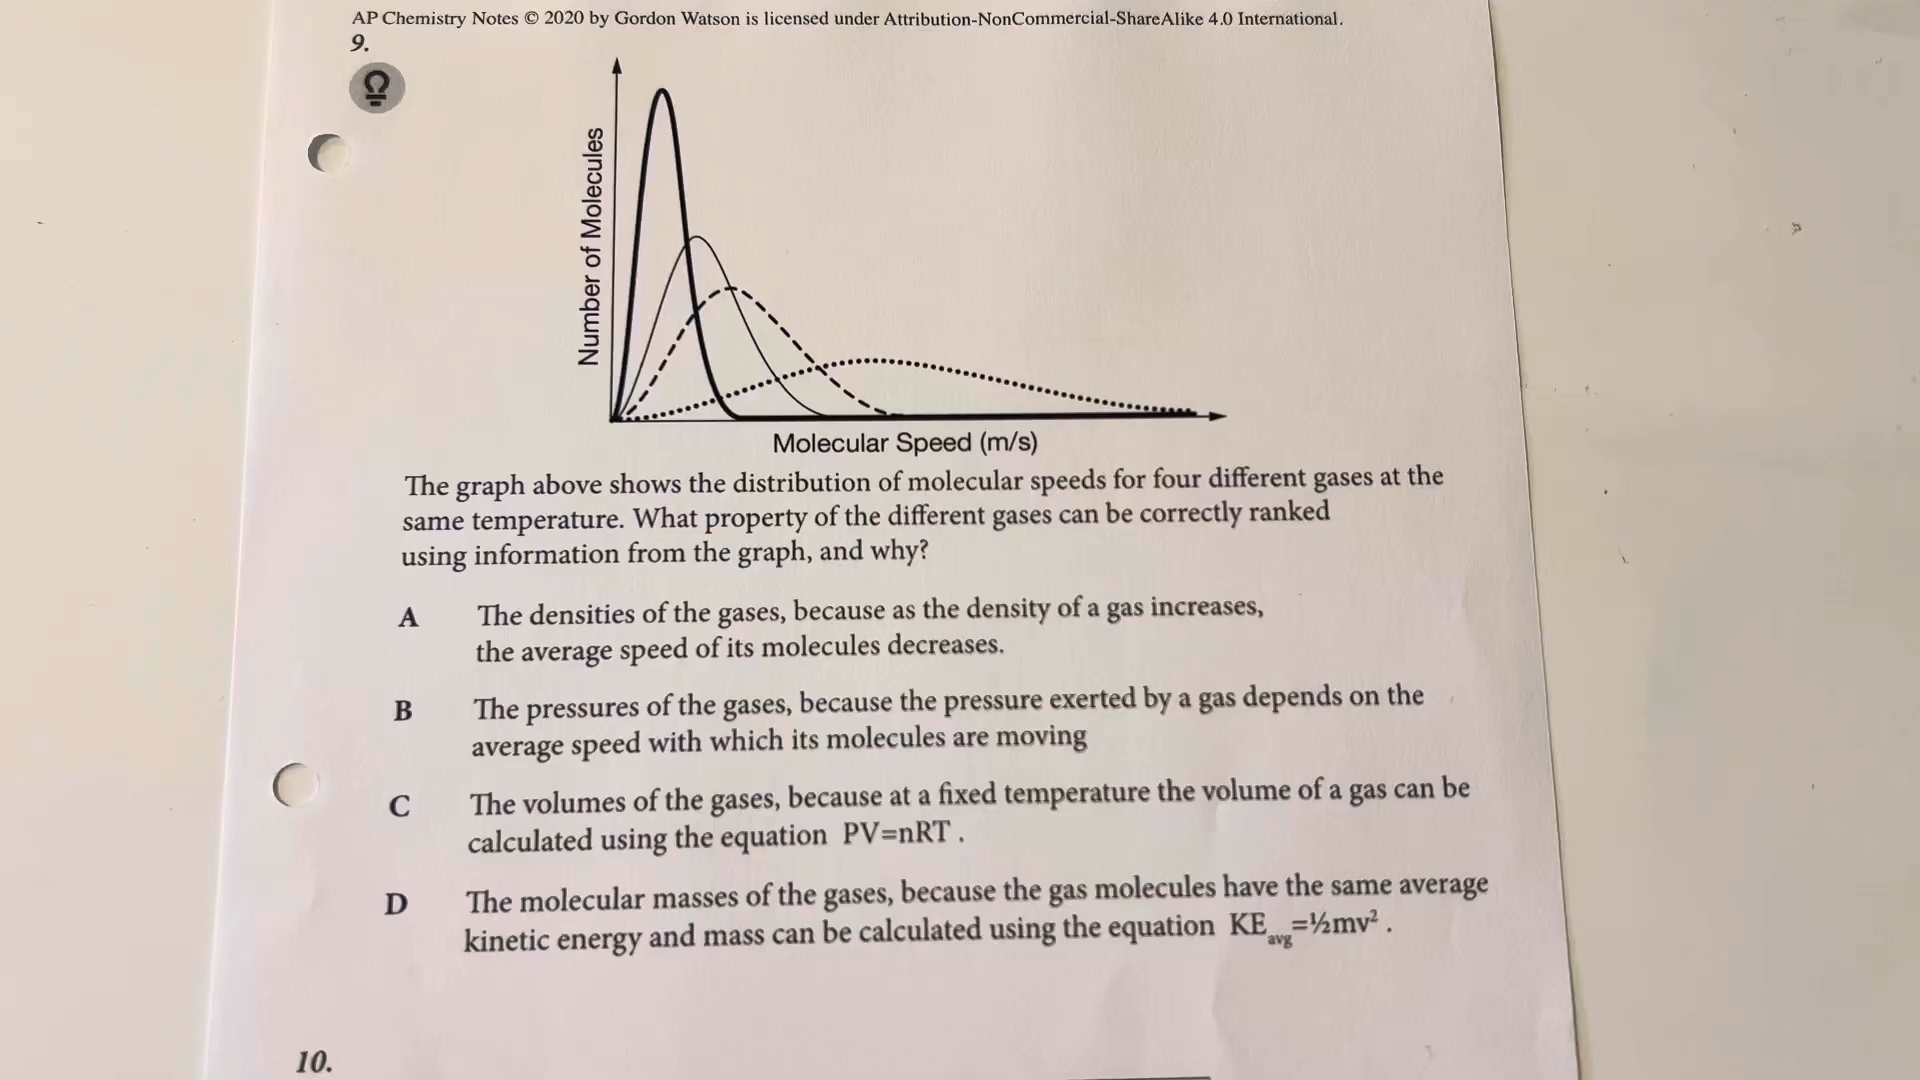 AP Chemistry Notes © 2020 by Gordon Watson is licensed under Attribution-NonCommercial-ShareAlike 4.0 International.
9.
Number of Molecules
Molecular Speed (m/s)
The graph above shows the distribution of molecular speeds for four different gases at the
same temperature. What property of the different gases can be correctly ranked
using information from the graph, and why?
A The densities of the gases, because as the density of a gas increases,
the average speed of its molecules decreases.
B The pressures of the gases, because the pressure exerted by a gas depends on the
average speed with which its molecules are moving
C The volumes of the gases, because at a fixed temperature the volume of a gas can be
calculated using the equation PV=nRT .
D The molecular masses of the gases, because the gas molecules have the same average
kinetic energy and mass can be calculated using the equation KEavg=½mv² .
10.